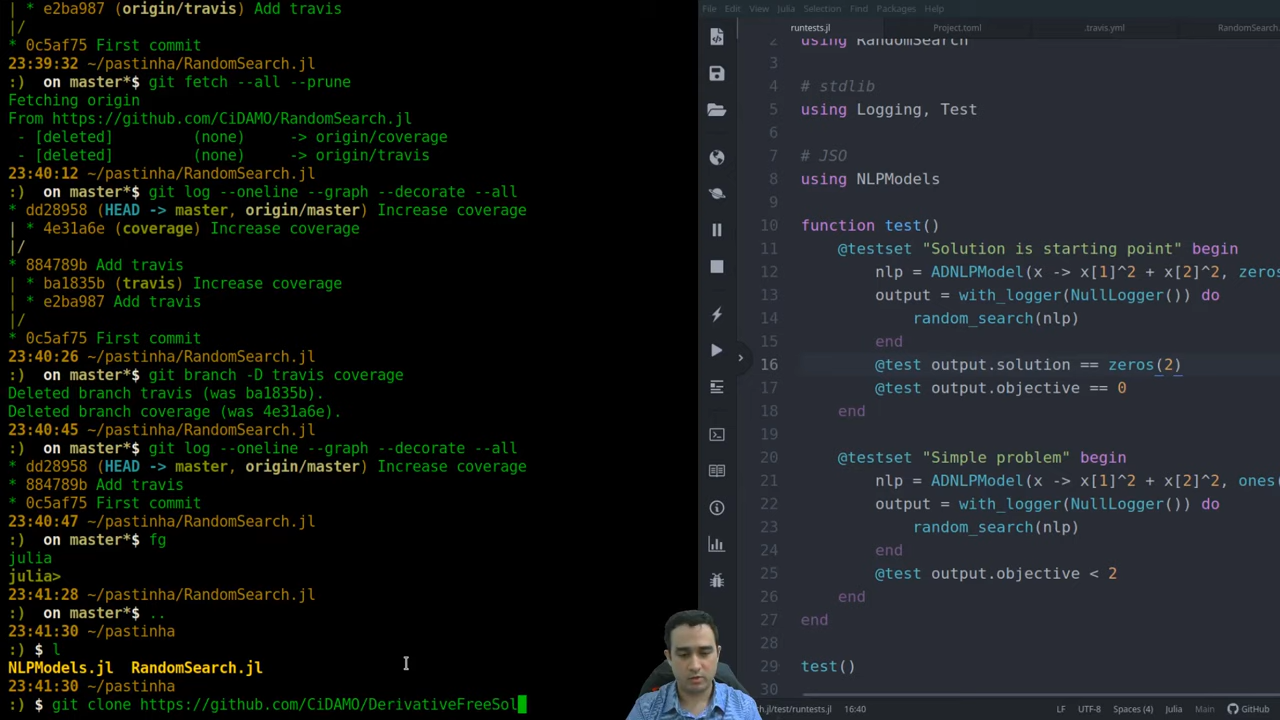 | * e2ba987 (origin/travis) Add travis
|/
* 0c5af75 First commit
23:39:32 ~/pastinha/RandomSearch.jl
:)  on master*$ git fetch --all --prune
Fetching origin
From https://github.com/CiDAMO/RandomSearch.jl
 - [deleted]         (none)     -> origin/coverage
 - [deleted]         (none)     -> origin/travis
23:40:12 ~/pastinha/RandomSearch.jl
:)  on master*$ git log --oneline --graph --decorate --all
* dd28958 (HEAD -> master, origin/master) Increase coverage
| * 4e31a6e (coverage) Increase coverage
|/
* 884789b Add travis
| * ba1835b (travis) Increase coverage
| * e2ba987 Add travis
|/
* 0c5af75 First commit
23:40:26 ~/pastinha/RandomSearch.jl
:)  on master*$ git branch -D travis coverage
Deleted branch travis (was ba1835b).
Deleted branch coverage (was 4e31a6e).
23:40:45 ~/pastinha/RandomSearch.jl
:)  on master*$ git log --oneline --graph --decorate --all
* dd28958 (HEAD -> master, origin/master) Increase coverage
* 884789b Add travis
* 0c5af75 First commit
23:40:47 ~/pastinha/RandomSearch.jl
:)  on master*$ fg
julia
julia>
23:41:28 ~/pastinha/RandomSearch.jl
:)  on master*$ ..
23:41:30 ~/pastinha
:) $ l
NLPModels.jl  RandomSearch.jl
23:41:30 ~/pastinha
:) $ git clone https://github.com/CiDAMO/DerivativeFreeSol
File Edit View Julia Selection Find Packages Help
runtests.jl Project.toml .travis.yml RandomSearch.
2 using RandomSearch
3
4 # stdlib
5 using Logging, Test
6
7 # JSO
8 using NLPModels
9
10 function test()
11     @testset "Solution is starting point" begin
12         nlp = ADNLPModel(x -> x[1]^2 + x[2]^2, zeros
13         output = with_logger(NullLogger()) do
14             random_search(nlp)
15         end
16         @test output.solution == zeros(2)
17         @test output.objective == 0
18     end
19
20     @testset "Simple problem" begin
21         nlp = ADNLPModel(x -> x[1]^2 + x[2]^2, ones(
22         output = with_logger(NullLogger()) do
23             random_search(nlp)
24         end
25         @test output.objective < 2
26     end
27 end
28
29 test()
30
.jl/test/runtests.jl 16:40 LF UTF-8 Spaces (4) Julia Main GitHub